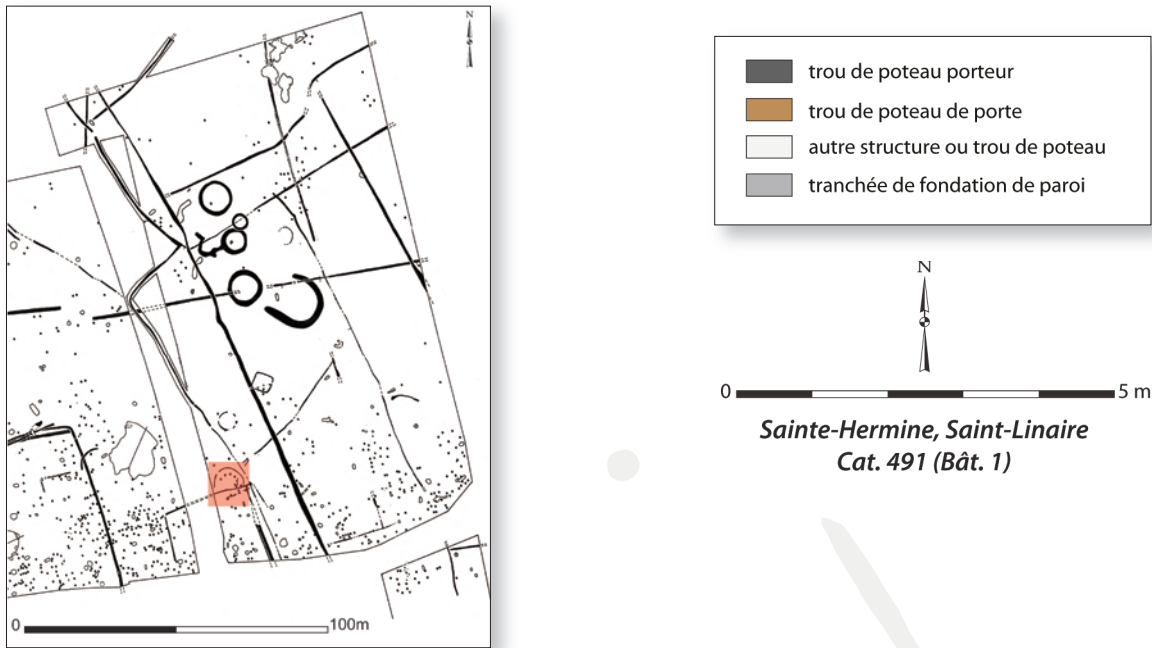 N
0
100m
trou de poteau porteur
trou de poteau de porte
autre structure ou trou de poteau
tranchée de fondation de paroi
N
0
5 m
Sainte-Hermine, Saint-Linaire
Cat. 491 (Bât. 1)